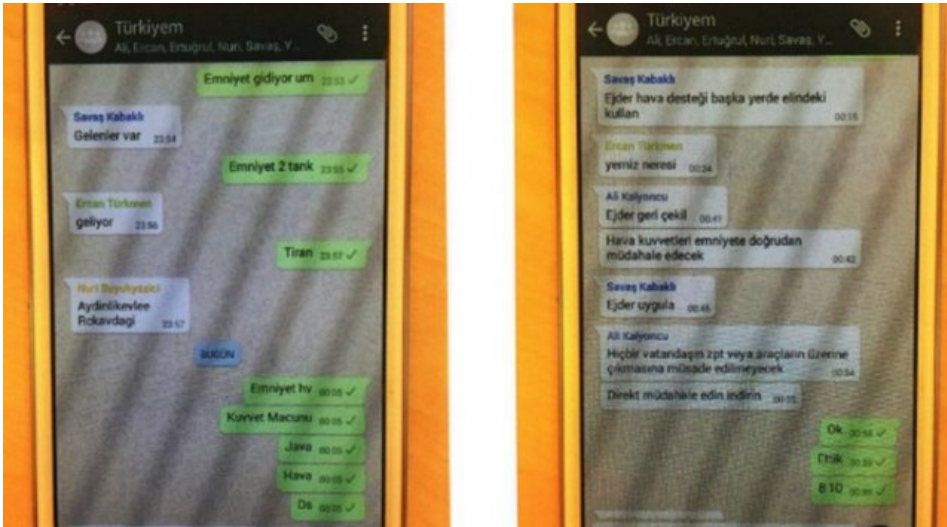 Türkiyem
Ali, Ercan, Ertuğrul, Nuri, Savaş, Y...
Emniyet gidiyor um 23:53
Savaş Kabaklı
Gelenler var 23:54
Emniyet 2 tank 23:55
Ercan Türkmen
geliyor 23:56
Tiran 23:57
Nuri Büyükyazici
Aydinlikevlee
Rokavdagi 23:57
BUGÜN
Emniyet hv 00:05
Kuvvet Macunu 00:05
Java 00:05
Hava 00:05
Ds 00:05
Türkiyem
Ali, Ercan, Ertuğrul, Nuri, Savaş, Y...
Savaş Kabaklı
Ejder hava desteği başka yerde elindeki
kullan 00:15
Ercan Türkmen
yerniz neresi 00:24
Ali Kalyoncu
Ejder geri çekil 00:41
Hava kuvvetleri emniyete doğrudan
müdahale edecek 00:42
Savaş Kabaklı
Ejder uygula 00:45
Ali Kalyoncu
Hiçbir vatandaşın zpt veya araçların üzerine
çıkmasına müsade edilmeyecek 00:54
Direkt müdahale edin indirin 00:55
Ok
Ettik
B 10